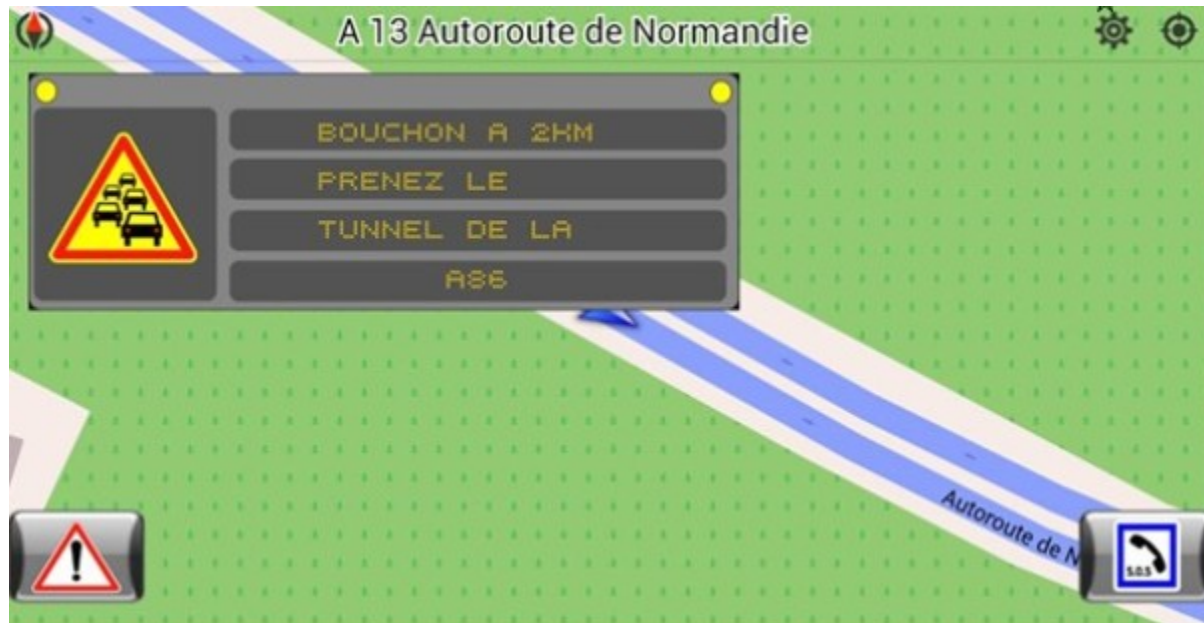 A 13 Autoroute de Normandie
BOUCHON A 2KM
PRENEZ LE
TUNNEL DE LA
A86
Autoroute de N
S.O.S